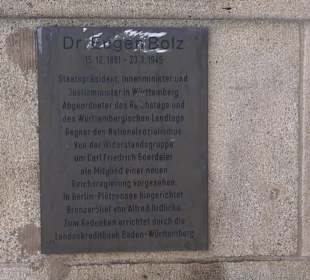 Dr. Eugen Bolz
15.12.1881 - 23.1.1945
Staatspräsident, Innenminister und
Justizminister in Württemberg
Abgeordneter des Reichstags und
des Württembergischen Landtags
Gegner des Nationalsozialismus
Von der Widerstandsgruppe
um Carl Friedrich Goerdeler
als Mitglied einer neuen
Reichsregierung vorgesehen.
In Berlin-Plötzensee hingerichtet
Bronzerelief von Alfred Hrdlicka
Zum Gedenken errichtet durch die
Landeskreditbank Baden-Württemberg